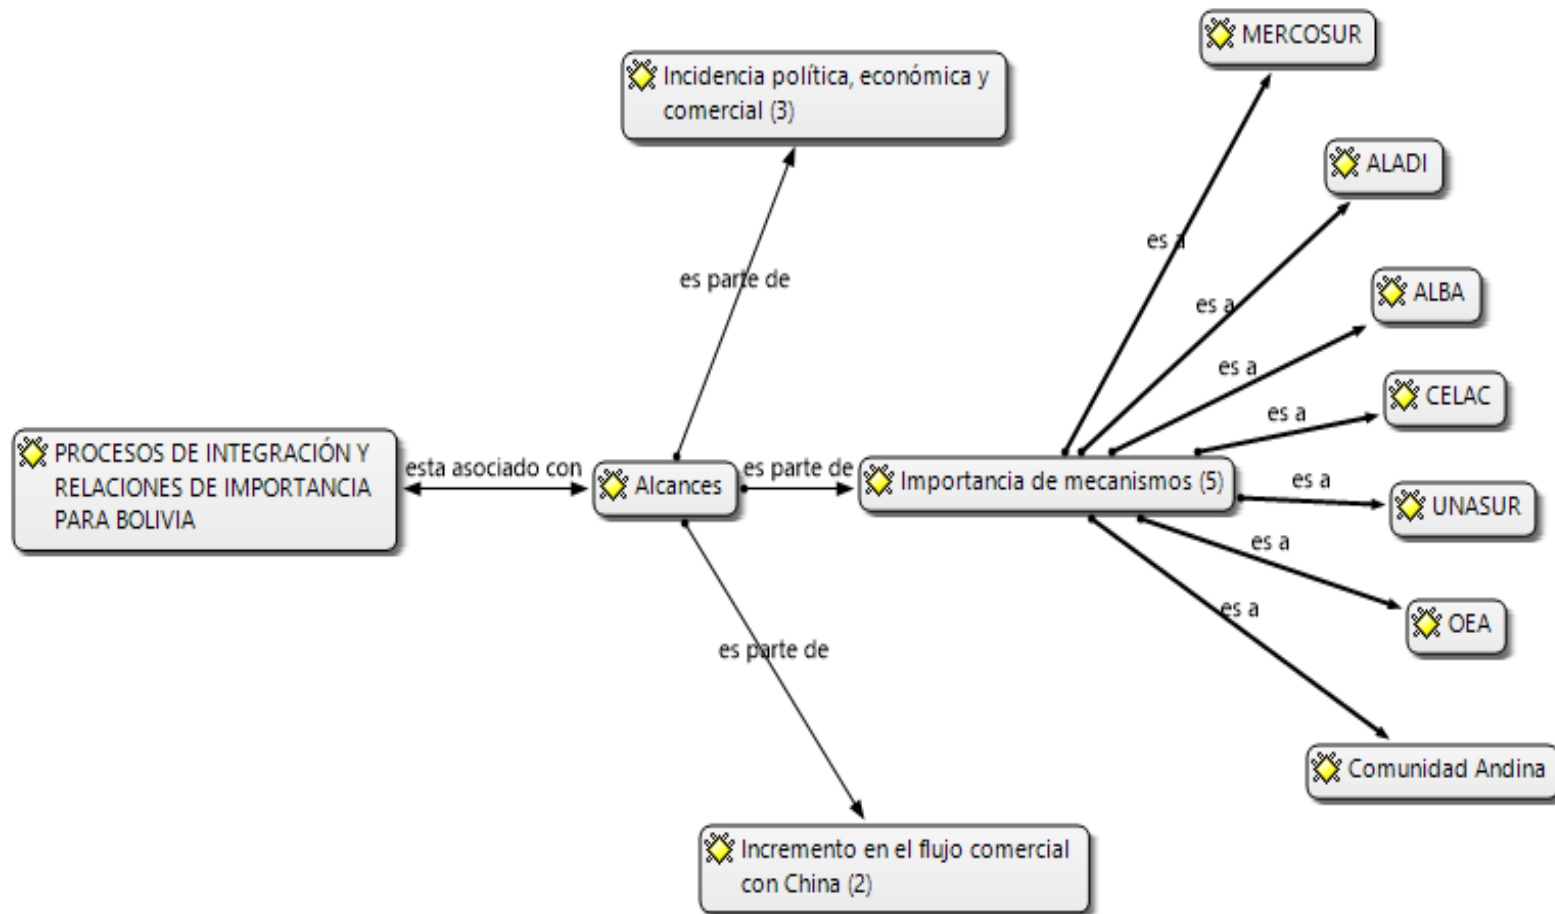 MERCOSUR
Incidencia política, económica y
comercial (3)
ALADI
es a
es parte de
ALBA
es a
es a
CELAC
es a
PROCESOS DE INTEGRACIÓN Y
RELACIONES DE IMPORTANCIA
PARA BOLIVIA
esta asociado con
Alcances
es parte de
Importancia de mecanismos (5)
es a
UNASUR
es a
es a
OEA
es parte de
Comunidad Andina
Incremento en el flujo comercial
con China (2)